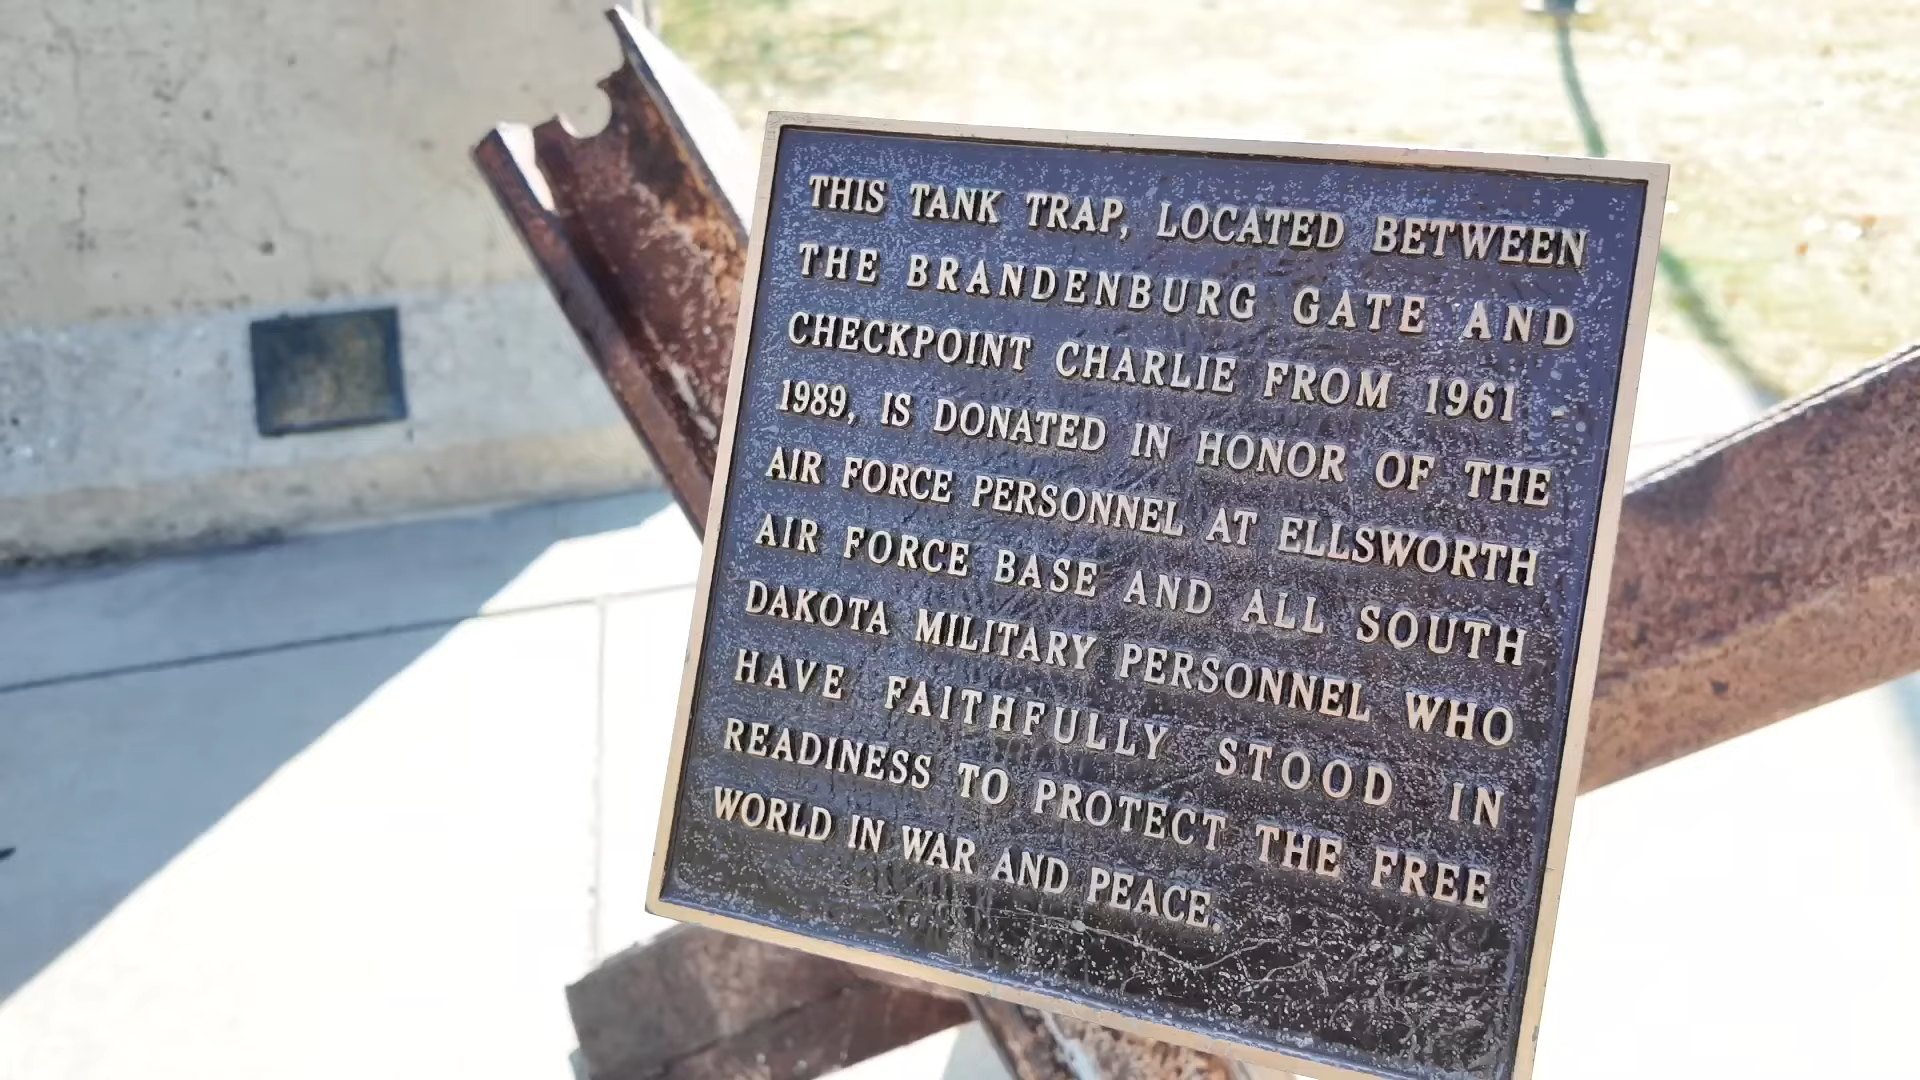 THIS TANK TRAP, LOCATED BETWEEN
THE BRANDENBURG GATE AND
CHECKPOINT CHARLIE FROM 1961 -
1989, IS DONATED IN HONOR OF THE
AIR FORCE PERSONNEL AT ELLSWORTH
AIR FORCE BASE AND ALL SOUTH
DAKOTA MILITARY PERSONNEL WHO
HAVE FAITHFULLY STOOD IN
READINESS TO PROTECT THE FREE
WORLD IN WAR AND PEACE.